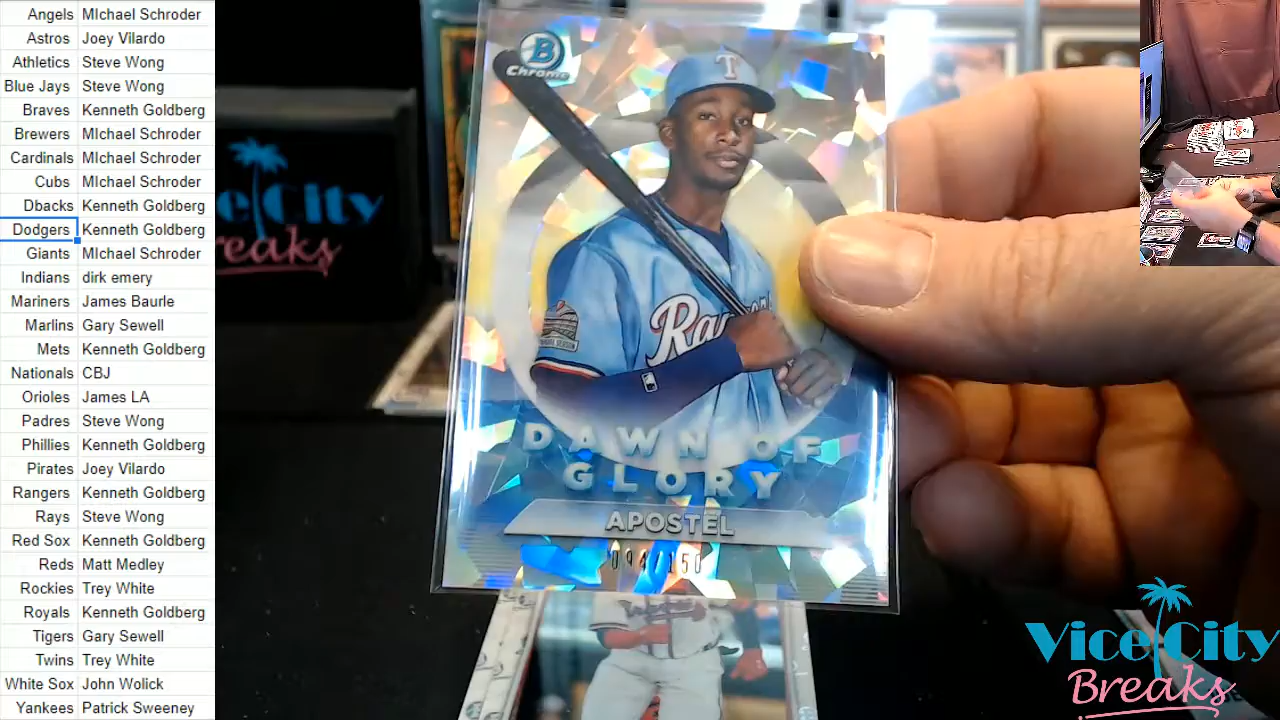 Angels MIchael Schroder
Astros Joey Vilardo
Athletics Steve Wong
Blue Jays Steve Wong
Braves Kenneth Goldberg
Brewers MIchael Schroder
Cardinals MIchael Schroder
Cubs MIchael Schroder
Dbacks Kenneth Goldberg
Dodgers Kenneth Goldberg
Giants MIchael Schroder
Indians dirk emery
Mariners James Baurle
Marlins Gary Sewell
Mets Kenneth Goldberg
Nationals CBJ
Orioles James LA
Padres Steve Wong
Phillies Kenneth Goldberg
Pirates Joey Vilardo
Rangers Kenneth Goldberg
Rays Steve Wong
Red Sox Kenneth Goldberg
Reds Matt Medley
Rockies Trey White
Royals Kenneth Goldberg
Tigers Gary Sewell
Twins Trey White
White Sox John Wolick
Yankees Patrick Sweeney
e City
reaks
B
Chrome
T
DAWN OF
GLORY
APOSTEL
094/150
Vice City
Breaks